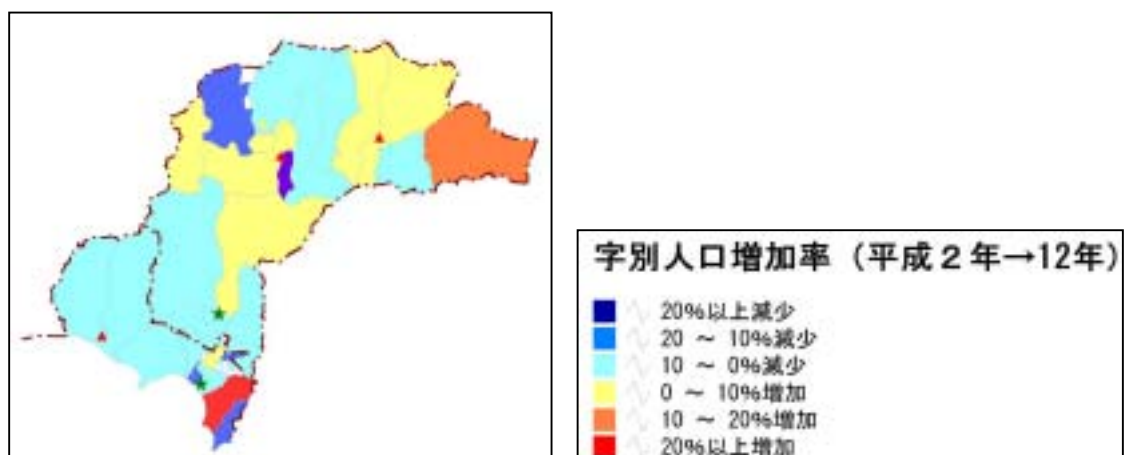 字別人口増加率（平成２年→12年）
20%以上減少
20 ～ 10%減少
10 ～ 0%減少
0 ～ 10%増加
10 ～ 20%増加
20%以上増加